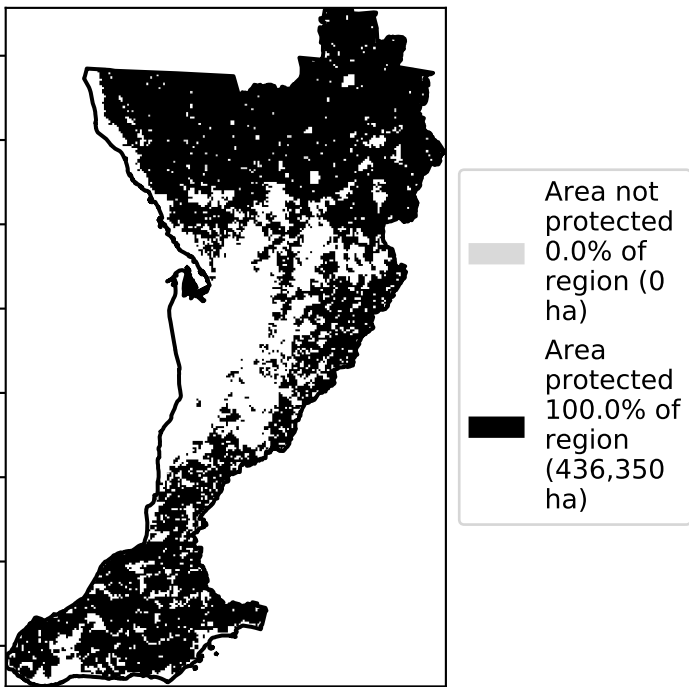 Area not
protected
0.0% of
region (0
ha)
Area
protected
100.0% of
region
(436,350
ha)